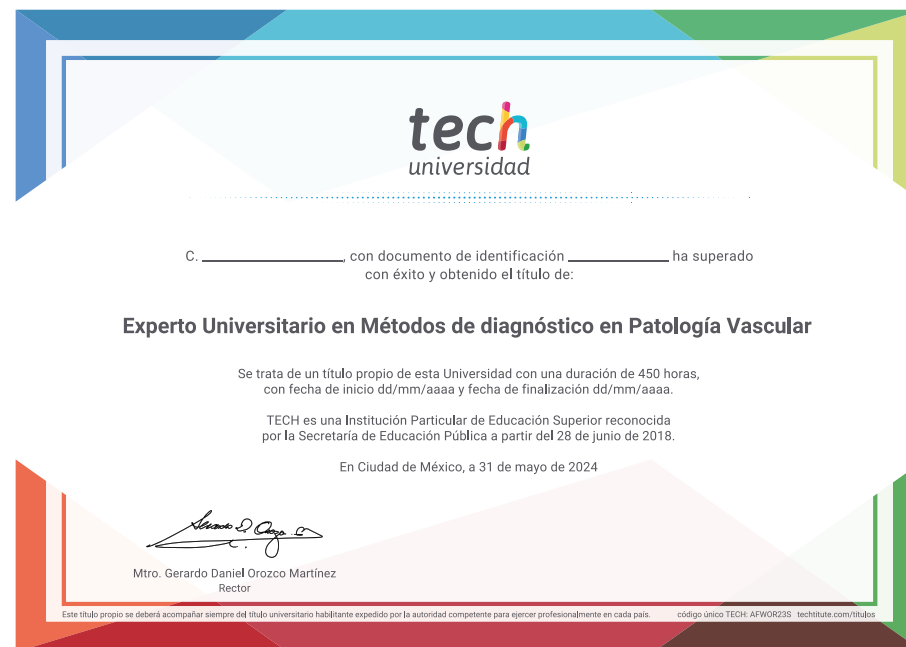 tech
universidad
C. ____________, con documento de identificación ____________ ha superado
con éxito y obtenido el título de:
Experto Universitario en Métodos de diagnóstico en Patología Vascular
Se trata de un título propio de esta Universidad con una duración de 450 horas,
con fecha de inicio dd/mm/aaaa y fecha de finalización dd/mm/aaaa.
TECH es una Institución Particular de Educación Superior reconocida
por la Secretaría de Educación Pública a partir del 28 de junio de 2018.
En Ciudad de México, a 31 de mayo de 2024
Mtro. Gerardo Daniel Orozco Martínez
Rector
Este título propio se deberá acompañar siempre del título universitario habilitante expedido por la autoridad competente para ejercer profesionalmente en cada país. código único TECH: AFWOR23S techtitute.com/titulos